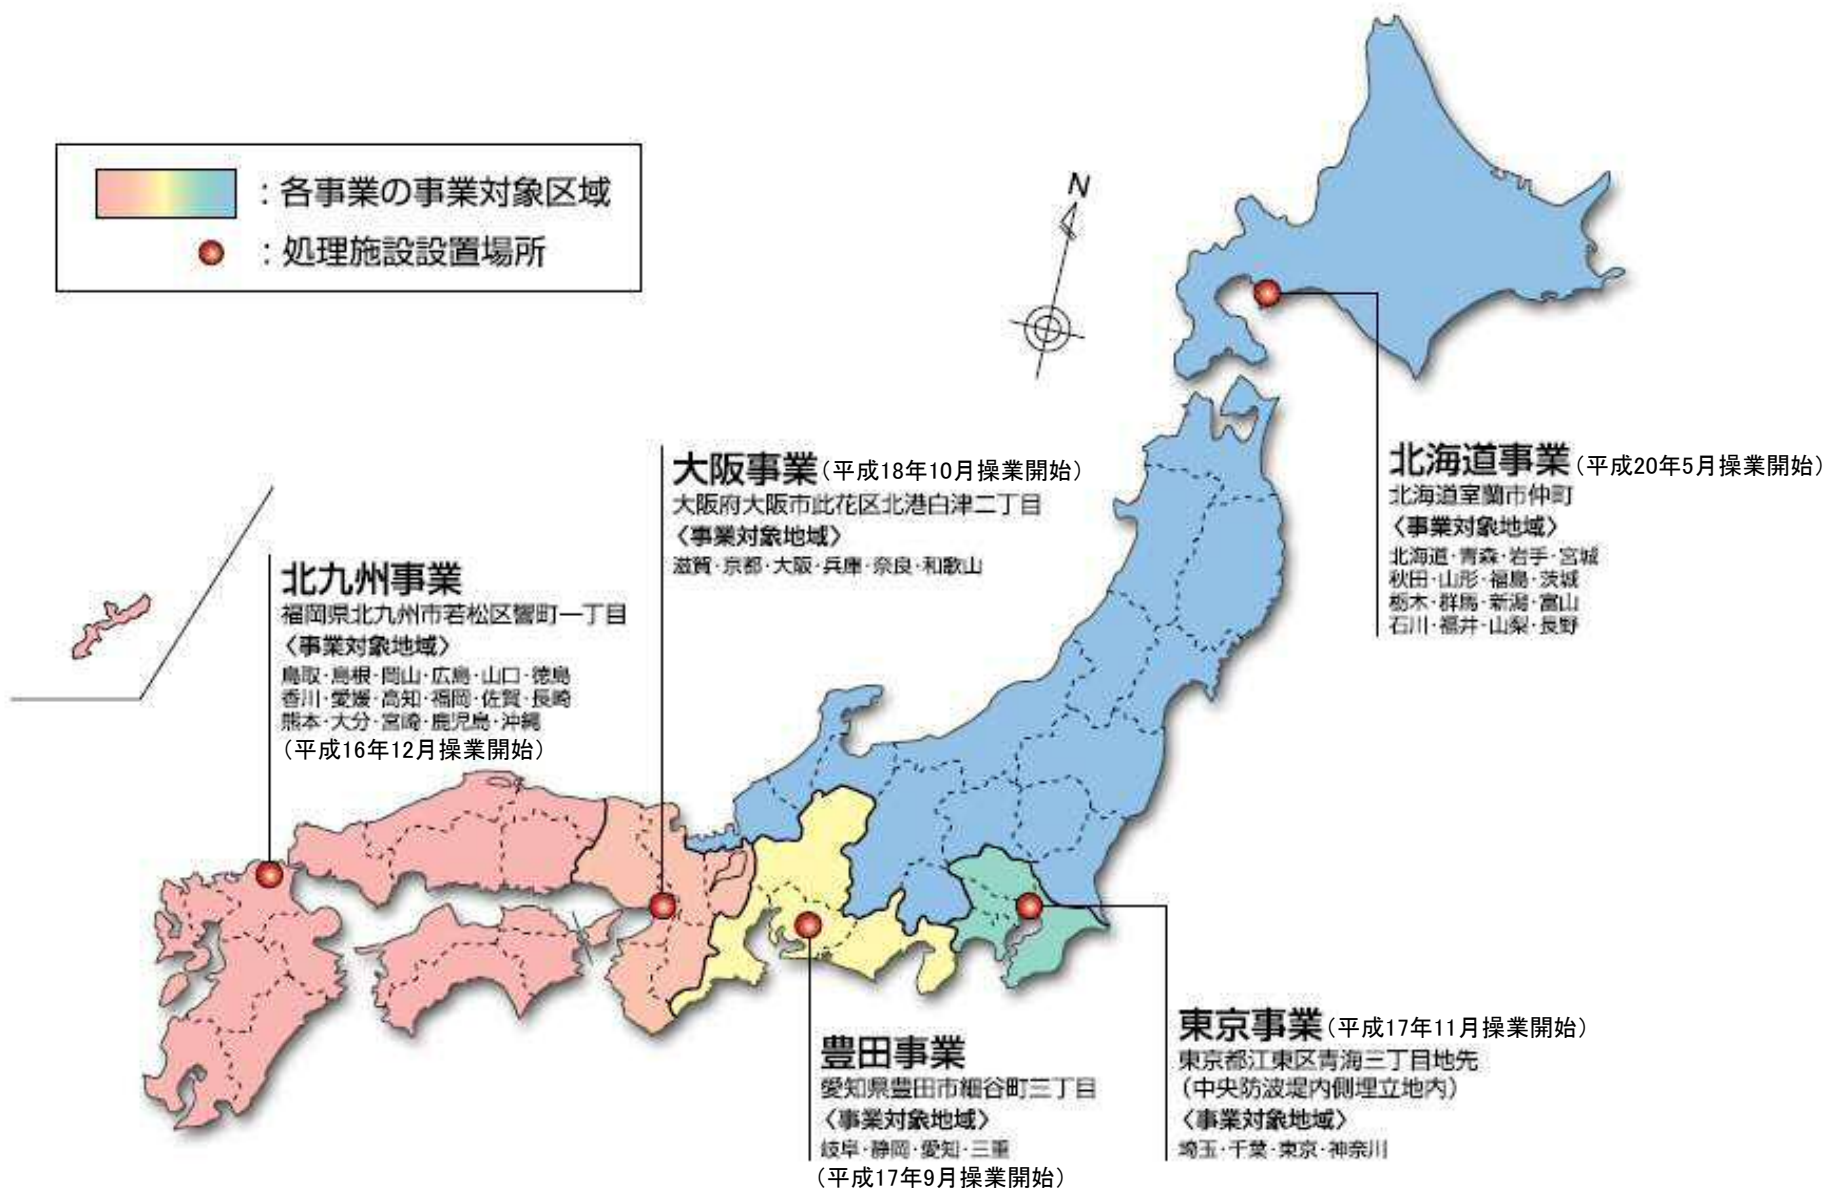 ：各事業の事業対象区域
：処理施設設置場所
N
北海道事業（平成20年5月操業開始）
北海道室蘭市仲町
〈事業対象地域〉
北海道・青森・岩手・宮城
秋田・山形・福島・茨城
栃木・群馬・新潟・富山
石川・福井・山梨・長野
大阪事業（平成18年10月操業開始）
大阪府大阪市此花区北港白津二丁目
〈事業対象地域〉
滋賀・京都・大阪・兵庫・奈良・和歌山
北九州事業
福岡県北九州市若松区響町一丁目
〈事業対象地域〉
鳥取・島根・岡山・広島・山口・徳島
香川・愛媛・高知・福岡・佐賀・長崎
熊本・大分・宮崎・鹿児島・沖縄
（平成16年12月操業開始）
豊田事業
愛知県豊田市細谷町三丁目
〈事業対象地域〉
岐阜・静岡・愛知・三重
（平成17年9月操業開始）
東京事業（平成17年11月操業開始）
東京都江東区青海三丁目地先
（中央防波堤内側埋立地内）
〈事業対象地域〉
埼玉・千葉・東京・神奈川